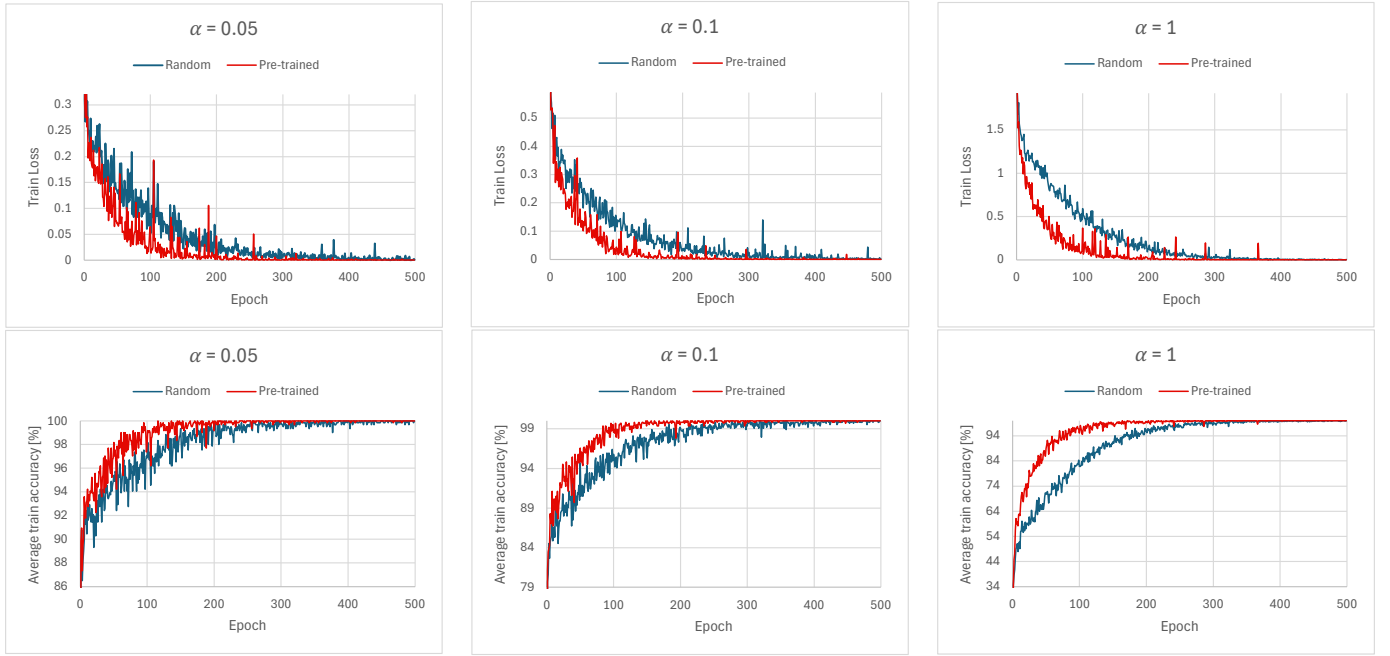 α = 0.05
Random Pre-trained
Train Loss
0.3
0.25
0.2
0.15
0.1
0.05
0
0 100 200 300 400 500
Epoch
α = 0.1
Random Pre-trained
Train Loss
0.5
0.4
0.3
0.2
0.1
0
0 100 200 300 400 500
Epoch
α = 1
Random Pre-trained
Train Loss
1.5
1
0.5
0
0 100 200 300 400 500
Epoch
α = 0.05
Random Pre-trained
Average train accuracy [%]
100
98
96
94
92
90
88
86
0 100 200 300 400 500
Epoch
α = 0.1
Random Pre-trained
Average train accuracy [%]
99
94
89
84
79
0 100 200 300 400 500
Epoch
α = 1
Random Pre-trained
Average train accuracy [%]
94
84
74
64
54
44
34
0 100 200 300 400 500
Epoch